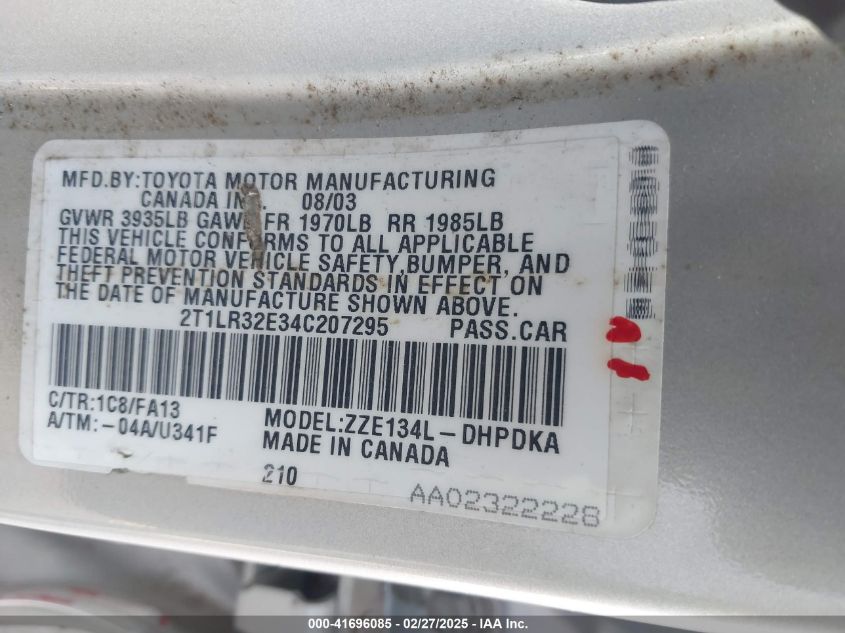 MFD.BY:TOYOTA MOTOR MANUFACTURING
CANADA 08/03
GVWR 3935LB FR 1970LB RR 1985LB
THIS VEHICLE CONFORMS TO ALL APPLICABLE
FEDERAL MOTOR VEHICLE SAFETY,BUMPER, AND
THEFT PREVENTION STANDARDS IN EFFECT ON
THE DATE OF MANUFACTURE SHOWN ABOVE.
2T1LR32E34C207295 PASS.CAR
C/TR:1C8/FA13
A/TM:-04A/U341F
MODEL:ZZE134L-DHPDKA
MADE IN CANADA
210
AA02322228
000-41696085 / 02/27/2025 - IAA Inc.